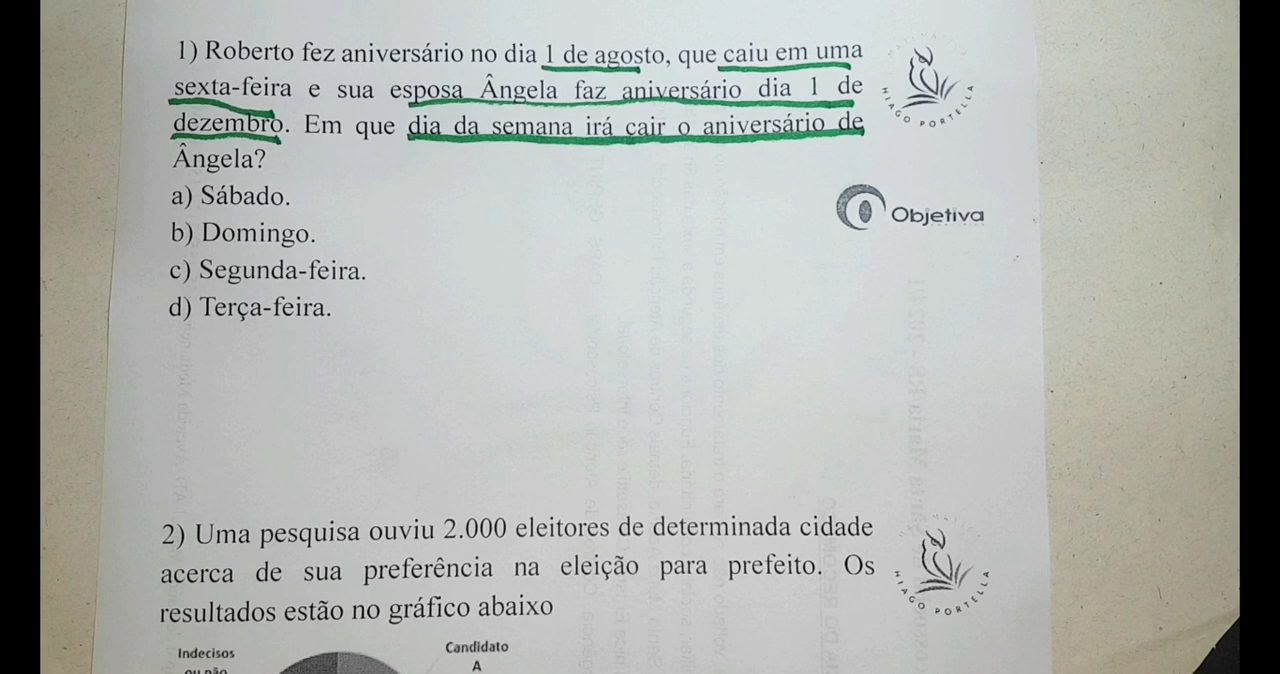 1) Roberto fez aniversário no dia 1 de agosto, que caiu em uma
sexta-feira e sua esposa Ângela faz aniversário dia 1 de
dezembro. Em que dia da semana irá cair o aniversário de
Ângela?
a) Sábado.
b) Domingo.
c) Segunda-feira.
d) Terça-feira.
HIAGO PORTELLA
Objetiva
2) Uma pesquisa ouviu 2.000 eleitores de determinada cidade
acerca de sua preferência na eleição para prefeito. Os
resultados estão no gráfico abaixo
HIAGO PORTELLA
Indecisos
ou não
Candidato
A